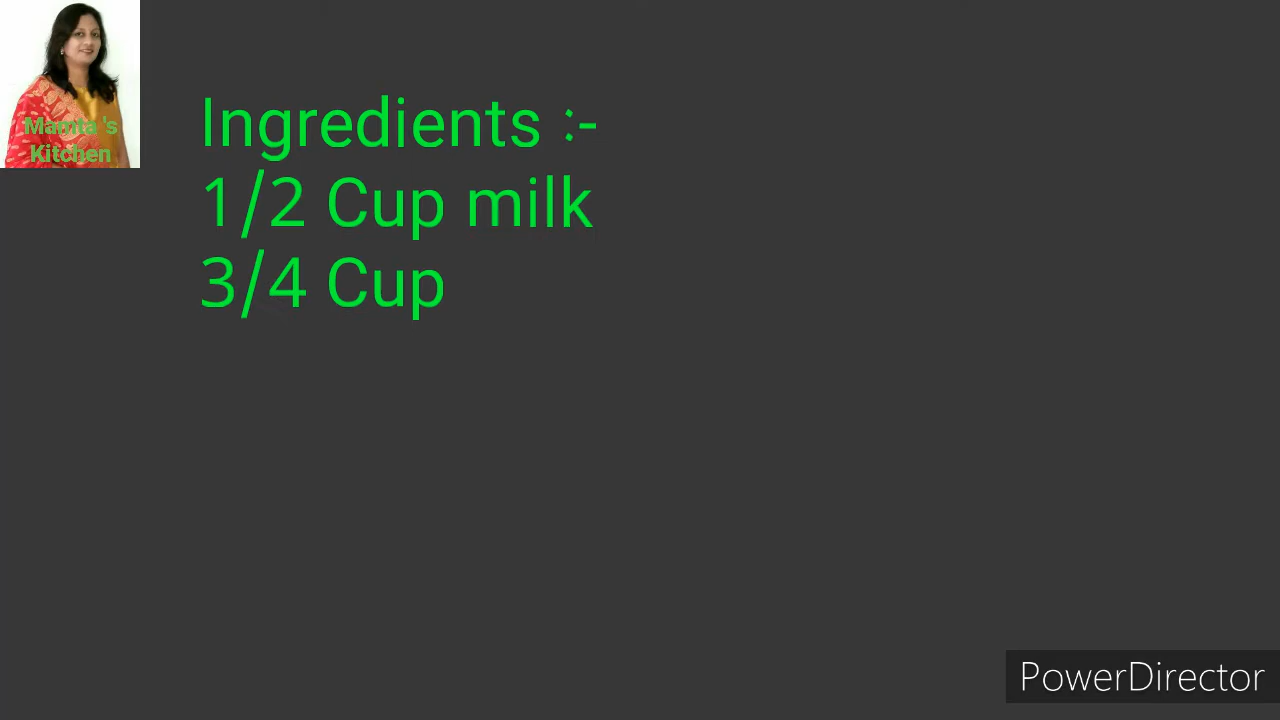 Mamta 's
Kitchen
Ingredients :-
1/2 Cup milk
3/4 Cup
PowerDirector